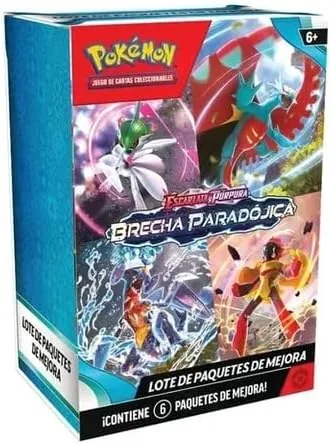 POKÉMON
JUEGO DE CARTAS COLECCIONABLES
6+
ESCARLATA Y PÚRPURA
BRECHA PARADÓJICA
LOTE DE PAQUETES
DE MEJORA
LOTE DE PAQUETES DE MEJORA
¡CONTIENE 6 PAQUETES DE MEJORA!